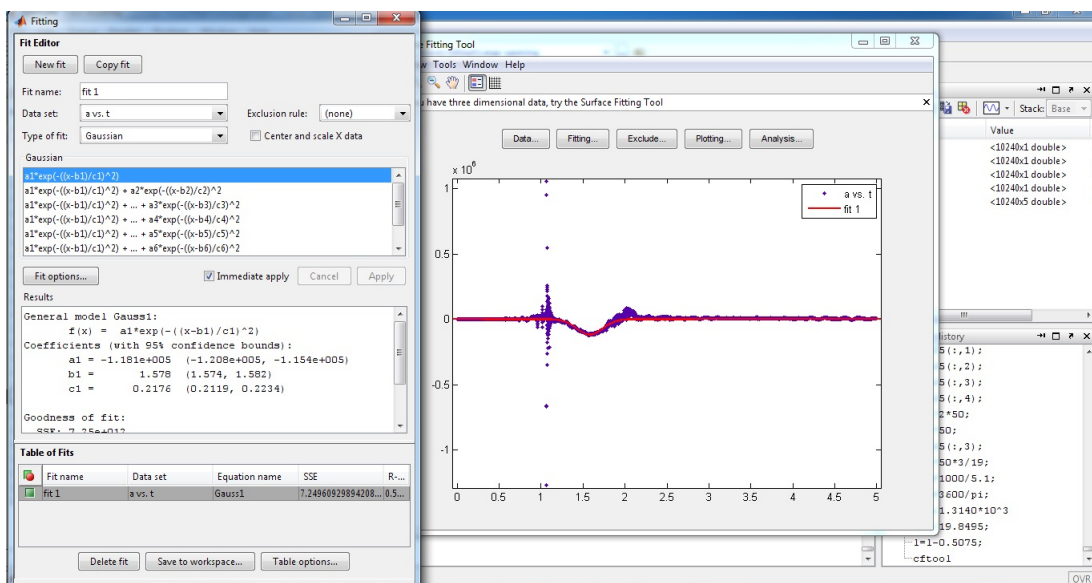 Fitting
Fit Editor
New fit
Copy fit
Fit name:
fit 1
Data set:
a vs. t
Exclusion rule:
(none)
Type of fit:
Gaussian
Center and scale X data
Gaussian
a1*exp(-((x-b1)/c1)^2)
a1*exp(-((x-b1)/c1)^2) + a2*exp(-((x-b2)/c2)^2
a1*exp(-((x-b1)/c1)^2) + ... + a3*exp(-((x-b3)/c3)^2
a1*exp(-((x-b1)/c1)^2) + ... + a4*exp(-((x-b4)/c4)^2
a1*exp(-((x-b1)/c1)^2) + ... + a5*exp(-((x-b5)/c5)^2
a1*exp(-((x-b1)/c1)^2) + ... + a6*exp(-((x-b6)/c6)^2
Fit options...
Immediate apply
Cancel
Apply
Results
General model Gauss1:
f(x) = a1*exp(-((x-b1)/c1)^2)
Coefficients (with 95% confidence bounds):
a1 = -1.181e+005 (-1.208e+005, -1.154e+005)
b1 = 1.578 (1.574, 1.582)
c1 = 0.2176 (0.2119, 0.2234)
Goodness of fit:
SSE: 7.25e+012
Table of Fits
Fit name Data set Equation name SSE R-...
fit 1 a vs. t Gauss1 7.24960929894208... 0.5...
Delete fit
Save to workspace...
Table options...
e Fitting Tool
w Tools Window Help
u have three dimensional data, try the Surface Fitting Tool
Data...
Fitting...
Exclude...
Plotting...
Analysis...
x 10^6
1
0.5
0
-0.5
-1
0 0.5 1 1.5 2 2.5 3 3.5 4 4.5 5
a vs. t
fit 1
Stack: Base
Value
<10240x1 double>
<10240x1 double>
<10240x1 double>
<10240x1 double>
<10240x5 double>
istory
5(:,1);
5(:,2);
5(:,3);
5(:,4);
2*50;
50;
5(:,3);
50*3/19;
1000/5.1;
3600/pi;
1.3140*10^3
19.8495;
l=l-0.5075;
cftool
OVR